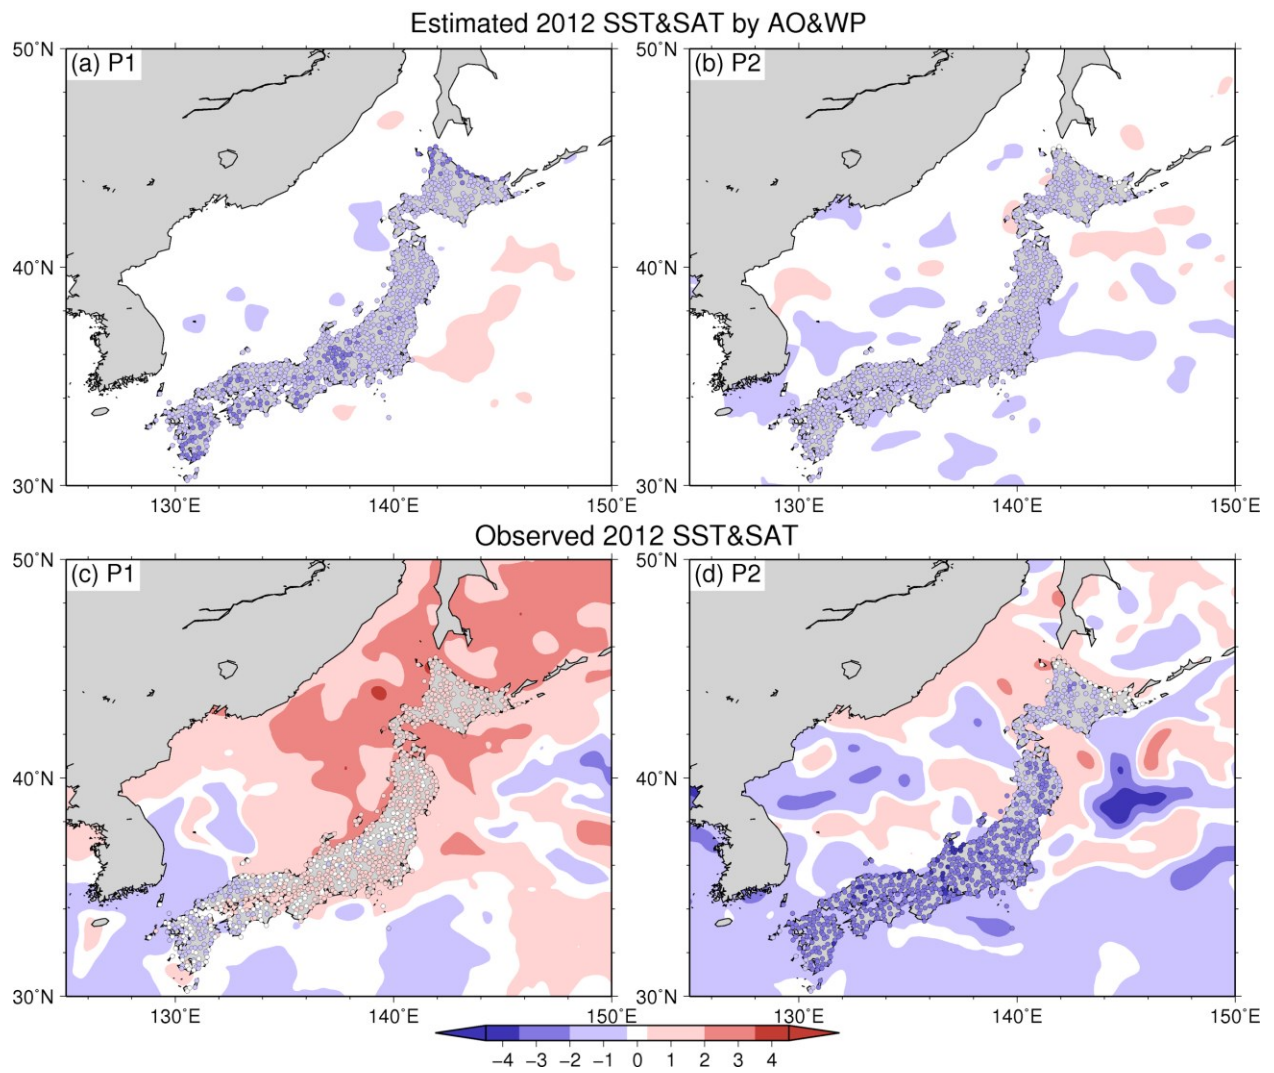 Estimated 2012 SST&SAT by AO&WP
(a) P1
(b) P2
50˚N
40˚N
30˚N
130˚E
140˚E
150˚E
50˚N
40˚N
30˚N
130˚E
140˚E
150˚E
Observed 2012 SST&SAT
(c) P1
(d) P2
50˚N
40˚N
30˚N
130˚E
140˚E
150˚E
50˚N
40˚N
30˚N
130˚E
140˚E
150˚E
−4 −3 −2 −1 0 1 2 3 4